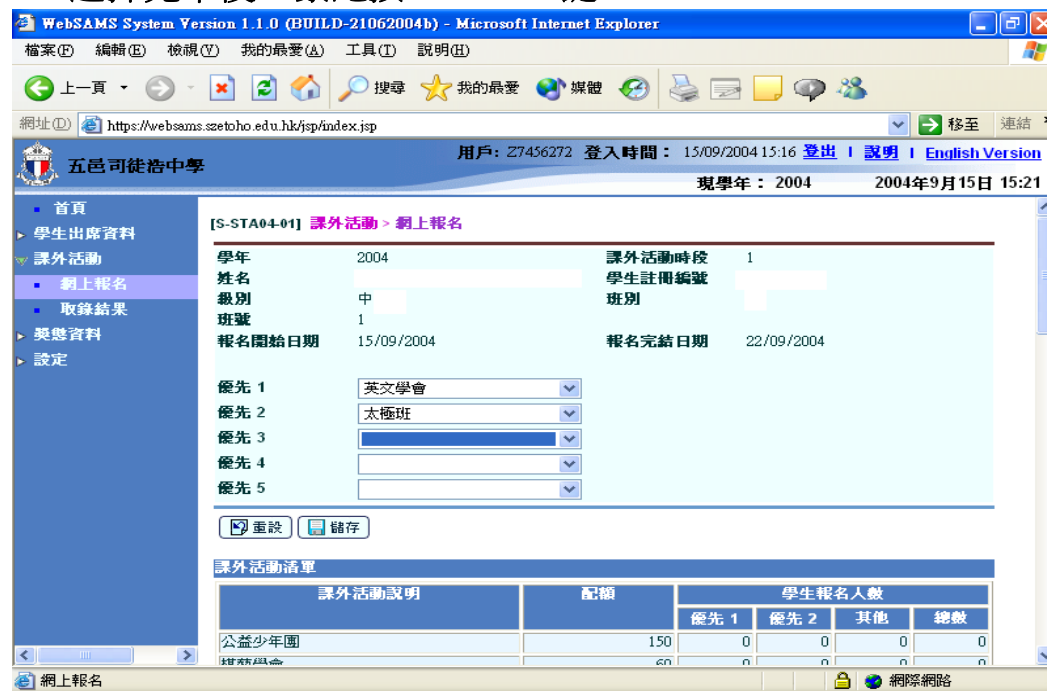 WebSAMS System Version 1.1.0 (BUILD-21062004b) - Microsoft Internet Explorer
檔案(F) 編輯(E) 檢視(V) 我的最愛(A) 工具(T) 說明(H)
上一頁 搜尋 我的最愛 媒體
網址(D) https://websams.szetoho.edu.hk/jsp/index.jsp 移至 連結
五邑司徒浩中學
用戶: Z7456272 登入時間: 15/09/2004 15:16 登出 | 說明 | English Version
現學年: 2004 2004年9月15日 15:21
首頁
學生出席資料
課外活動
網上報名
取錄結果
獎懲資料
設定
[S-STA04-01] 課外活動 > 網上報名
學年 2004 課外活動時段 1
姓名 學生註冊編號
級別 中 班別
班號 1
報名開始日期 15/09/2004 報名完結日期 22/09/2004
優先 1 英文學會
優先 2 太極班
優先 3
優先 4
優先 5
重設 儲存
課外活動清單
課外活動說明 配額 學生報名人數
優先 1 優先 2 其他 總數
公益少年團 150 0 0 0 0
網上報名 網際網路